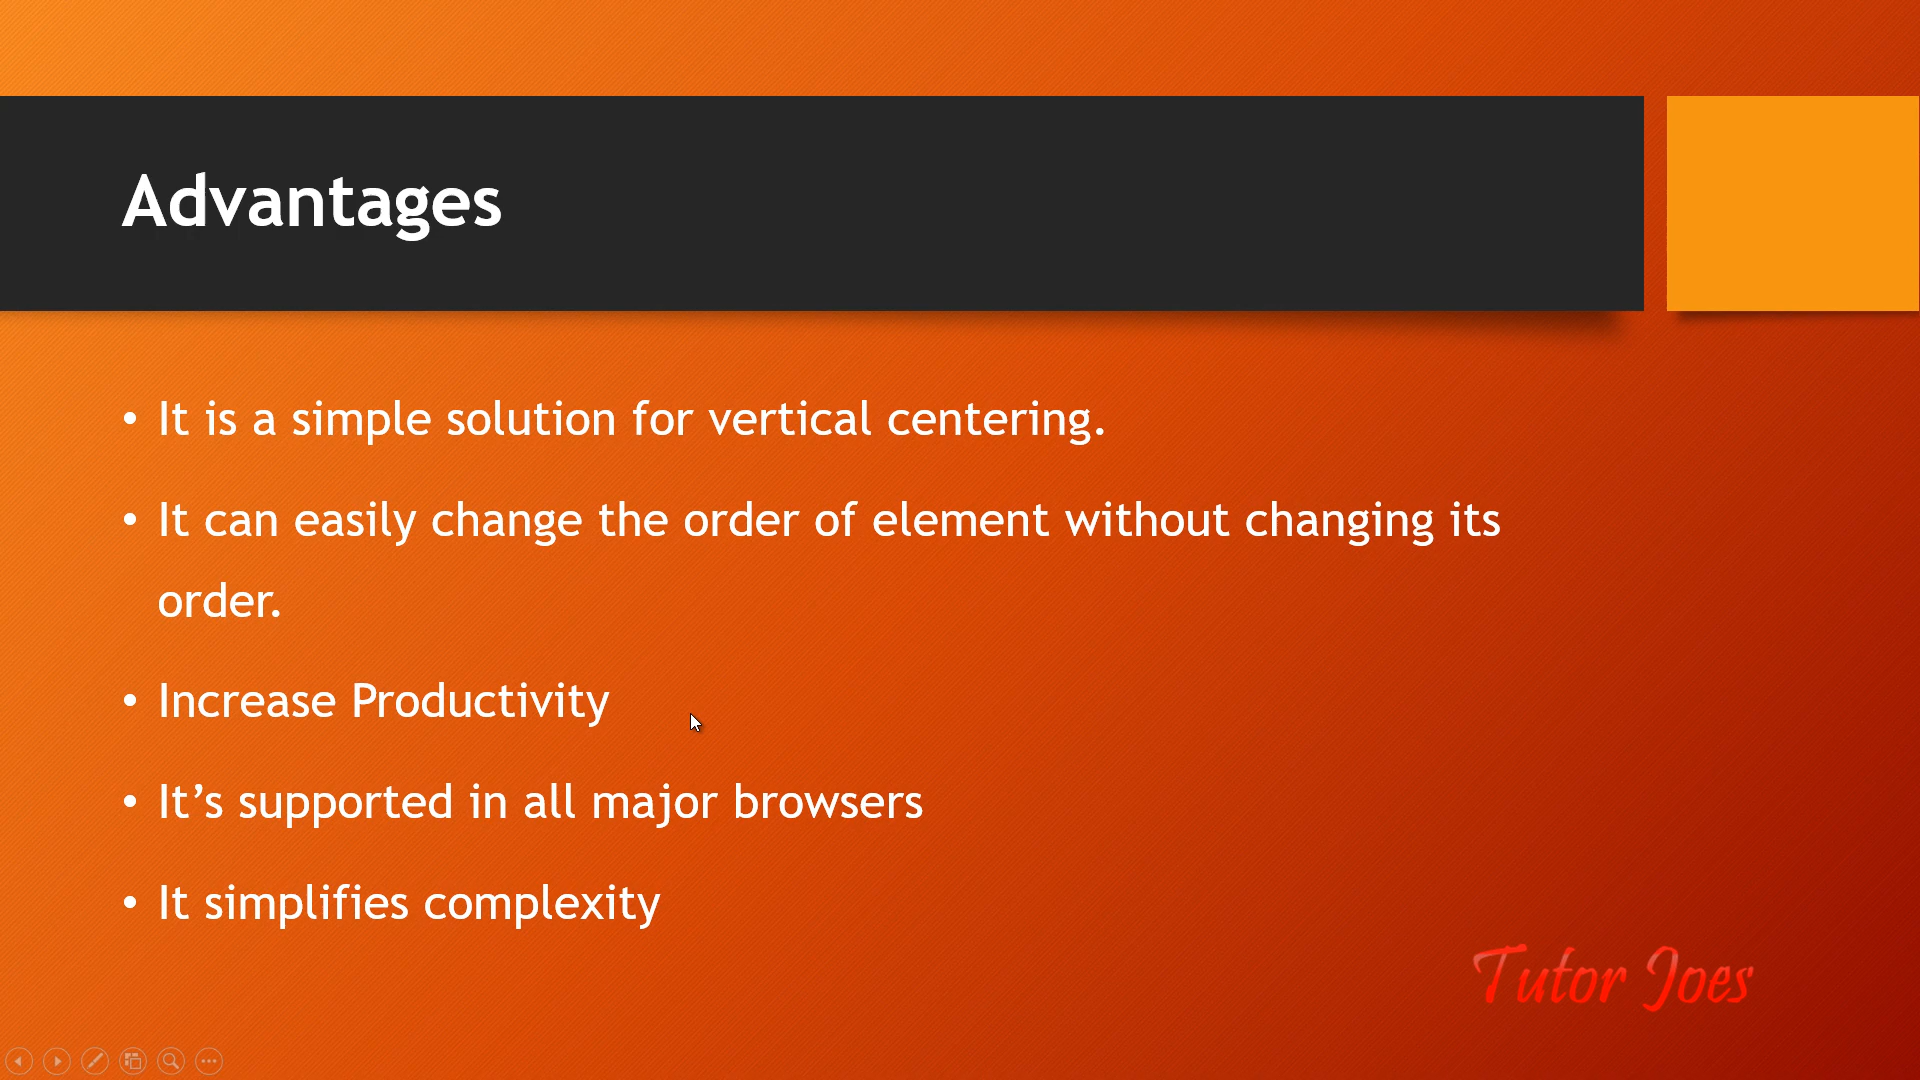 Advantages
• It is a simple solution for vertical centering.
• It can easily change the order of element without changing its
order.
• Increase Productivity
• It’s supported in all major browsers
• It simplifies complexity
Tutor Joes